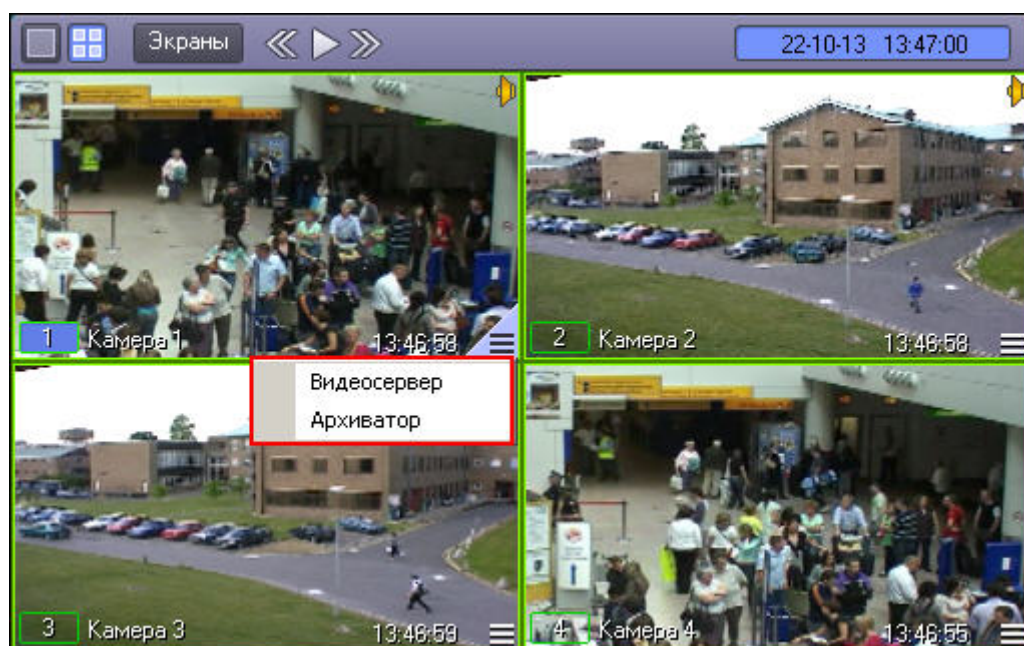 Экраны
22-10-13 13:47:00
1 Камера 1 13:46:58
2 Камера 2 13:46:58
Видеосервер
Архиватор
3 Камера 3 13:46:59
4 Камера 4 13:46:55